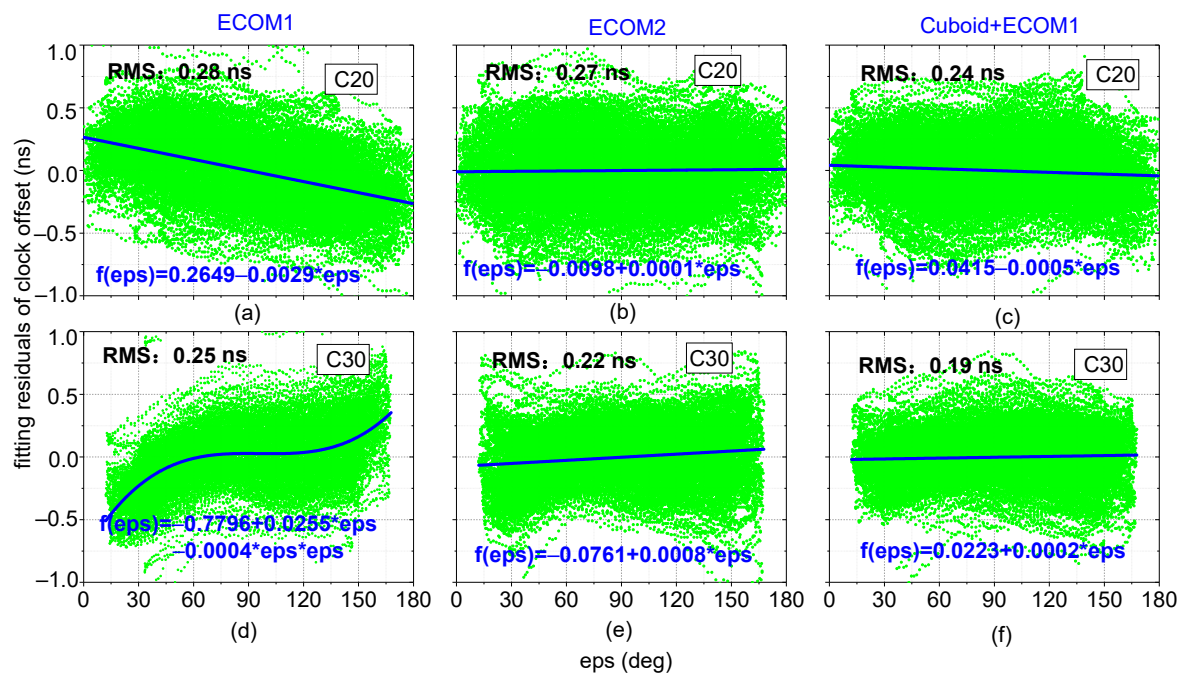 ECOM1
ECOM2
Cuboid+ECOM1
fitting residuals of clock offset (ns)
1.0
0.5
0.0
−0.5
−1.0
RMS：0.28 ns
C20
f(eps)=0.2649−0.0029*eps
(a)
RMS：0.27 ns
C20
f(eps)=−0.0098+0.0001*eps
(b)
RMS：0.24 ns
C20
f(eps)=0.0415−0.0005*eps
(c)
1.0
0.5
0.0
−0.5
−1.0
RMS：0.25 ns
C30
f(eps)=−0.7796+0.0255*eps
−0.0004*eps*eps
0 30 60 90 120 150 180
(d)
RMS：0.22 ns
C30
f(eps)=−0.0761+0.0008*eps
0 30 60 90 120 150 180
(e)
RMS：0.19 ns
C30
f(eps)=0.0223+0.0002*eps
0 30 60 90 120 150 180
(f)
eps (deg)